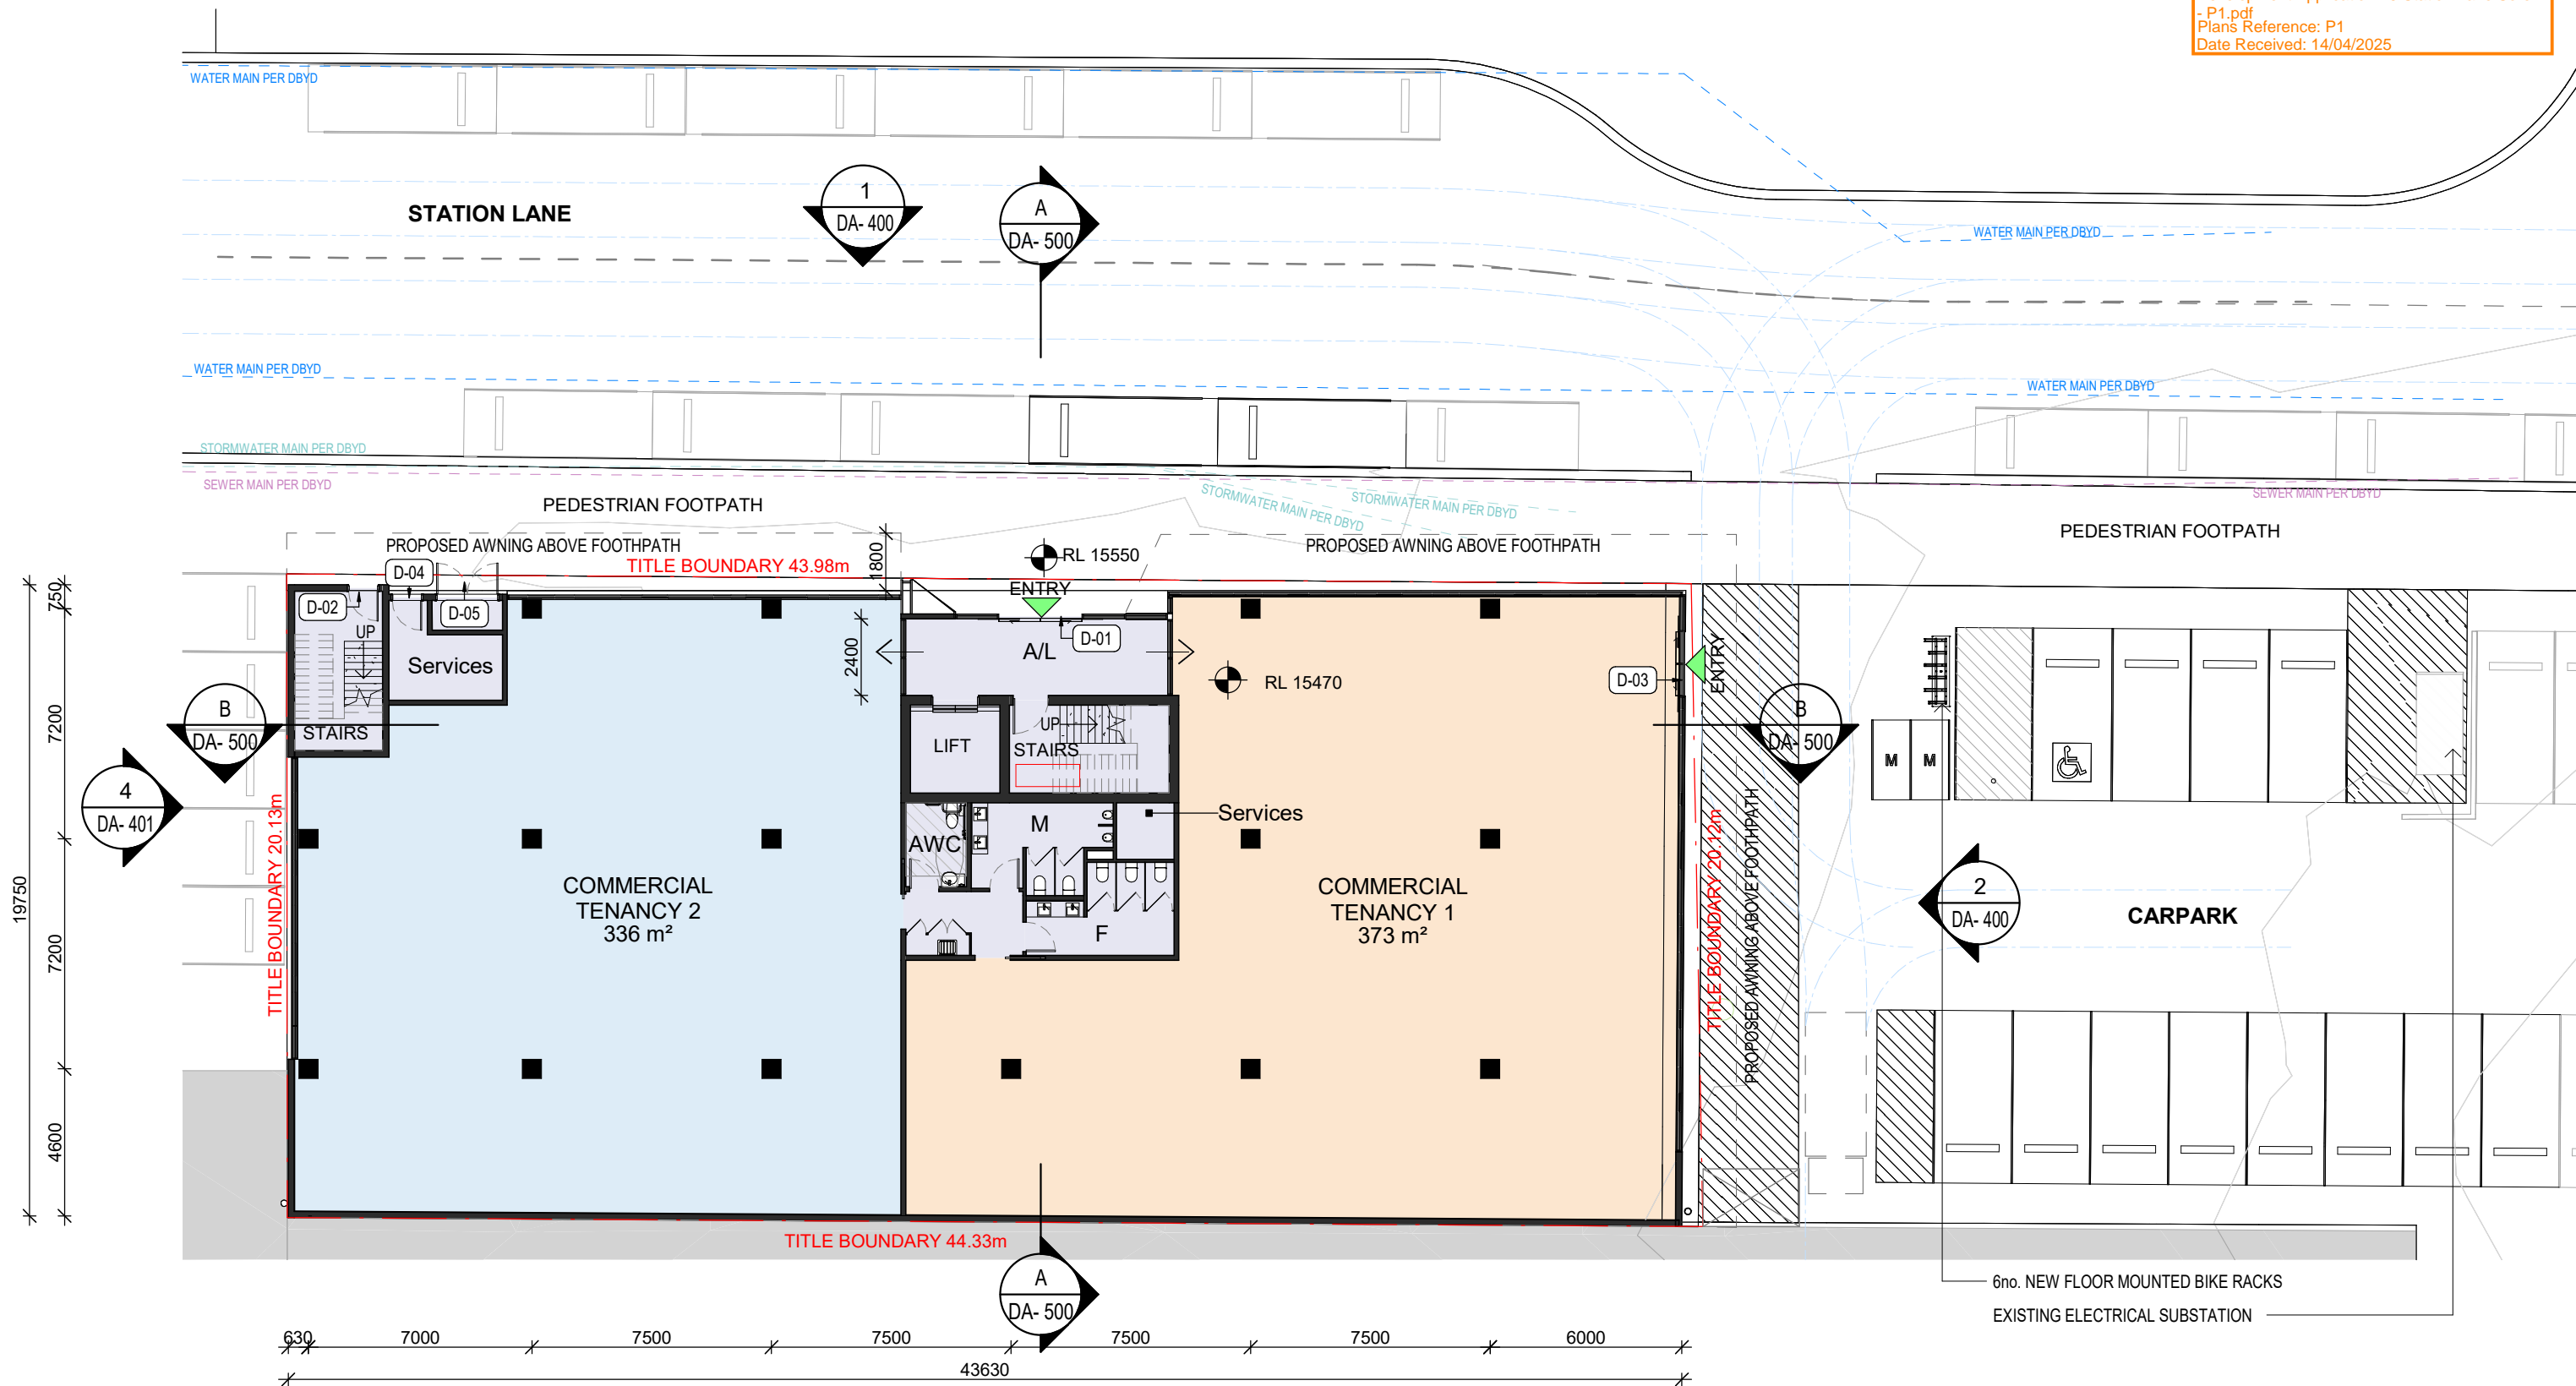 - P1.pdf
Plans Reference: P1
Date Received: 14/04/2025
WATER MAIN PER DBYD
STATION LANE
1
DA- 400
A
DA- 500
WATER MAIN PER DBYD
WATER MAIN PER DBYD
WATER MAIN PER DBYD
STORMWATER MAIN PER DBYD
SEWER MAIN PER DBYD
STORMWATER MAIN PER DBYD
STORMWATER MAIN PER DBYD
SEWER MAIN PER DBYD
PEDESTRIAN FOOTPATH
PEDESTRIAN FOOTPATH
PROPOSED AWNING ABOVE FOOTHPATH
PROPOSED AWNING ABOVE FOOTHPATH
TITLE BOUNDARY 43.98m
1800
RL 15550
ENTRY
D-04
D-02
D-05
UP
Services
STAIRS
D-01
A/L
2400
RL 15470
D-03
ENTRY
LIFT
UP
STAIRS
B
DA- 500
B
DA- 500
4
DA- 401
M
M
AWC
M
Services
F
COMMERCIAL
TENANCY 2
336 m²
COMMERCIAL
TENANCY 1
373 m²
TITLE BOUNDARY 20.13m
TITLE BOUNDARY 20.12m
PROPOSED AWNING ABOVE FOOTHPATH
2
DA- 400
CARPARK
750
7200
7200
4600
19750
TITLE BOUNDARY 44.33m
A
DA- 500
6no. NEW FLOOR MOUNTED BIKE RACKS
EXISTING ELECTRICAL SUBSTATION
630
7000
7500
7500
7500
7500
6000
43630